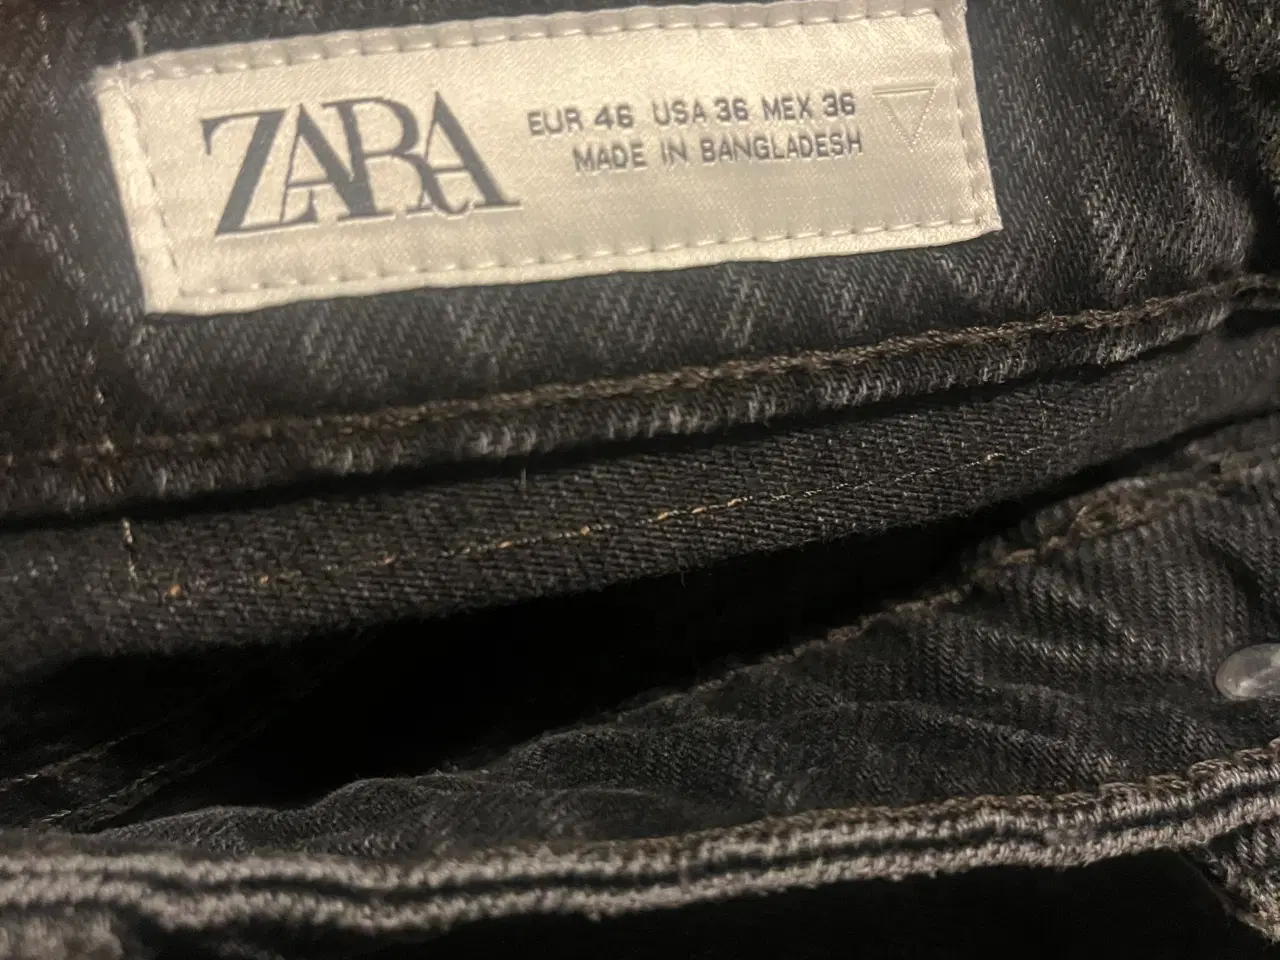 ZARA
EUR 46 USA 36 MEX 36
MADE IN BANGLADESH